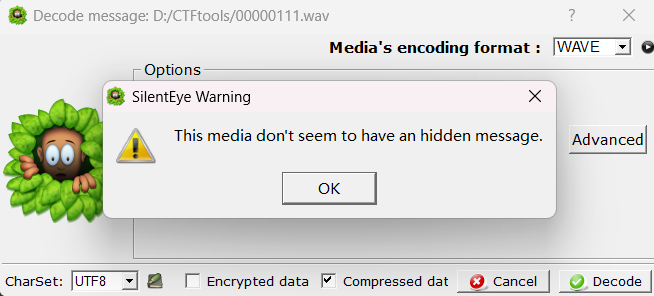 Decode message: D:/CTFtools/00000111.wav ? ×
Media's encoding format : WAVE
Options
SilentEye Warning ×
This media don't seem to have an hidden message.
Advanced
OK
CharSet: UTF8 Encrypted data Compressed dat Cancel Decode